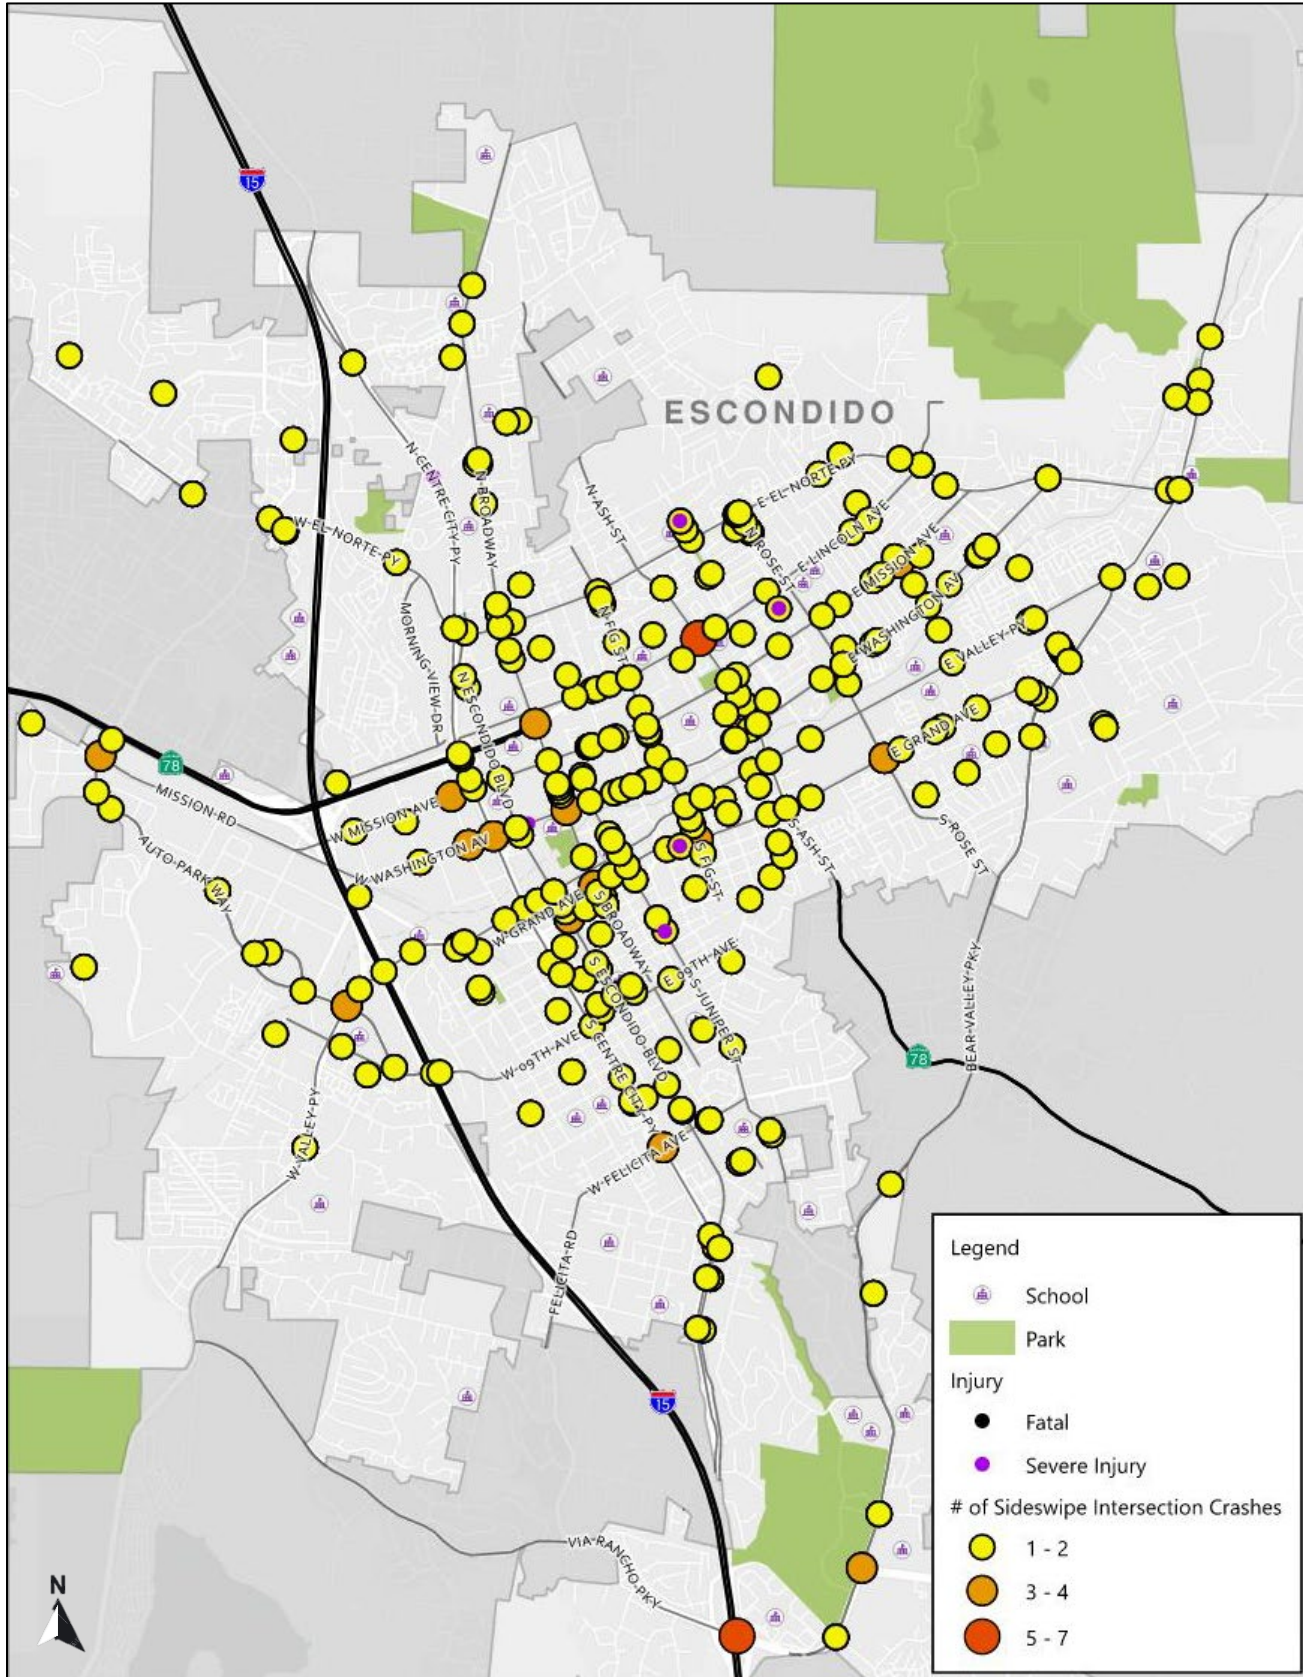 15
ESCONDIDO
N CENTRE CITY PY
N BROADWAY
N ASH ST
E EL NORTE PY
N ROSE ST
E LINCOLN AVE
E MISSION AVE
E WASHINGTON AV
E VALLEY PY
W EL NORTE PY
MORNING VIEW DR
N FIG ST
N ESCONDIDO BLVD
E GRAND AVE
78
MISSION RD
W MISSION AVE
AUTO PARK WAY
W WASHINGTON AV
S FIG ST
S ASH ST
S ROSE ST
W GRAND AVE
S BROADWAY
E 09TH AVE
S JUNIPER ST
BEAR VALLEY PKY
S ESCONDIDO BLVD
S CENTRE CITY PY
W 09TH AVE
78
W VALLEY PY
W FELICITA AVE
FELICITA RD
15
VIA RANCHO PKY
N
Legend
School
Park
Injury
Fatal
Severe Injury
# of Sideswipe Intersection Crashes
1 - 2
3 - 4
5 - 7